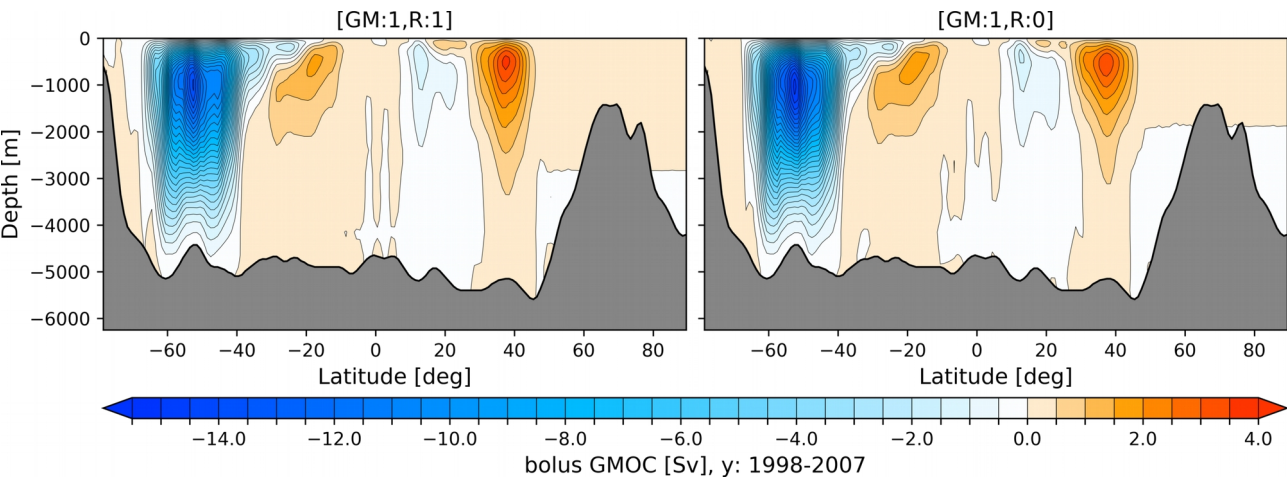 [GM:1,R:1] [GM:1,R:0]
0
−1000
−2000
−3000
−4000
−5000
−6000
Depth [m]
−60 −40 −20 0 20 40 60 80 −60 −40 −20 0 20 40 60 80
Latitude [deg] Latitude [deg]
−14.0 −12.0 −10.0 −8.0 −6.0 −4.0 −2.0 0.0 2.0 4.0
bolus GMOC [Sv], y: 1998-2007